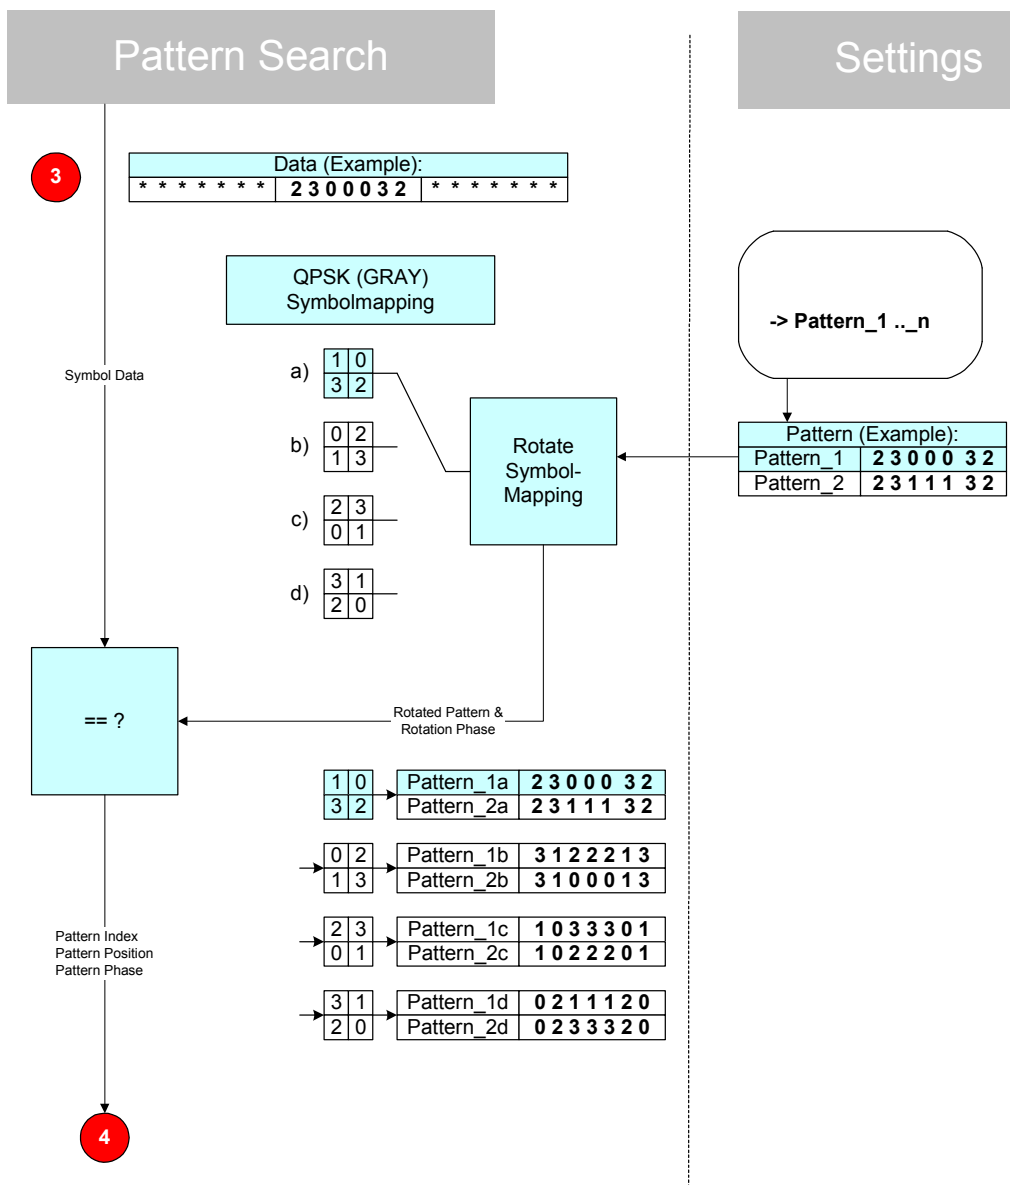 Pattern Search
Settings
3
Data (Example):
* * * * * * * 2 3 0 0 0 3 2 * * * * * * *
QPSK (GRAY)
Symbolmapping
-> Pattern_1 .._n
Symbol Data
a) 1 0
3 2
b) 0 2
1 3
c) 2 3
0 1
d) 3 1
2 0
Rotate
Symbol-
Mapping
Pattern (Example):
Pattern_1 2 3 0 0 0 3 2
Pattern_2 2 3 1 1 1 3 2
== ?
Rotated Pattern &
Rotation Phase
1 0 Pattern_1a 2 3 0 0 0 3 2
3 2 Pattern_2a 2 3 1 1 1 3 2
0 2 Pattern_1b 3 1 2 2 2 1 3
1 3 Pattern_2b 3 1 0 0 0 1 3
2 3 Pattern_1c 1 0 3 3 3 0 1
0 1 Pattern_2c 1 0 2 2 2 0 1
3 1 Pattern_1d 0 2 1 1 1 2 0
2 0 Pattern_2d 0 2 3 3 3 2 0
Pattern Index
Pattern Position
Pattern Phase
4